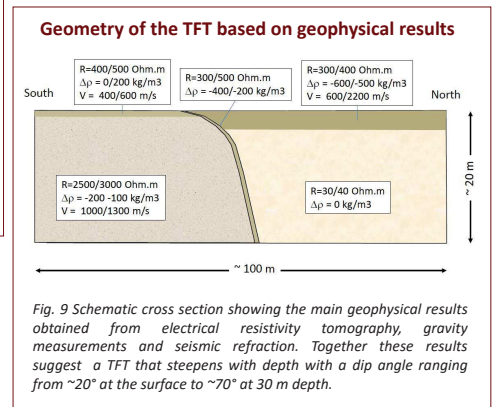 Geometry of the TFT based on geophysical results
R=400/500 Ohm.m
Δρ = 0/200 kg/m3
V = 400/600 m/s
R=300/500 Ohm.m
Δρ = -400/-200 kg/m3
R=300/400 Ohm.m
Δρ = -600/-500 kg/m3
V = 600/2200 m/s
South
North
R=2500/3000 Ohm.m
Δρ = -200 -100 kg/m3
V = 1000/1300 m/s
R=30/40 Ohm.m
Δρ = 0 kg/m3
~ 20 m
~ 100 m
Fig. 9 Schematic cross section showing the main geophysical results
obtained from electrical resistivity tomography, gravity
measurements and seismic refraction. Together these results
suggest a TFT that steepens with depth with a dip angle ranging
from ~20° at the surface to ~70° at 30 m depth.